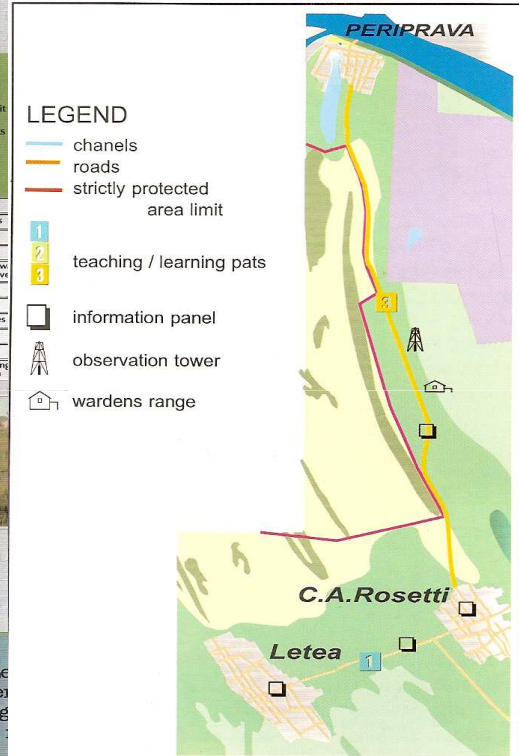 PERIPRAVA
LEGEND
chanels
roads
strictly protected
area limit
1
2
3
teaching / learning pats
information panel
observation tower
wardens range
3
C.A.Rosetti
Letea
1